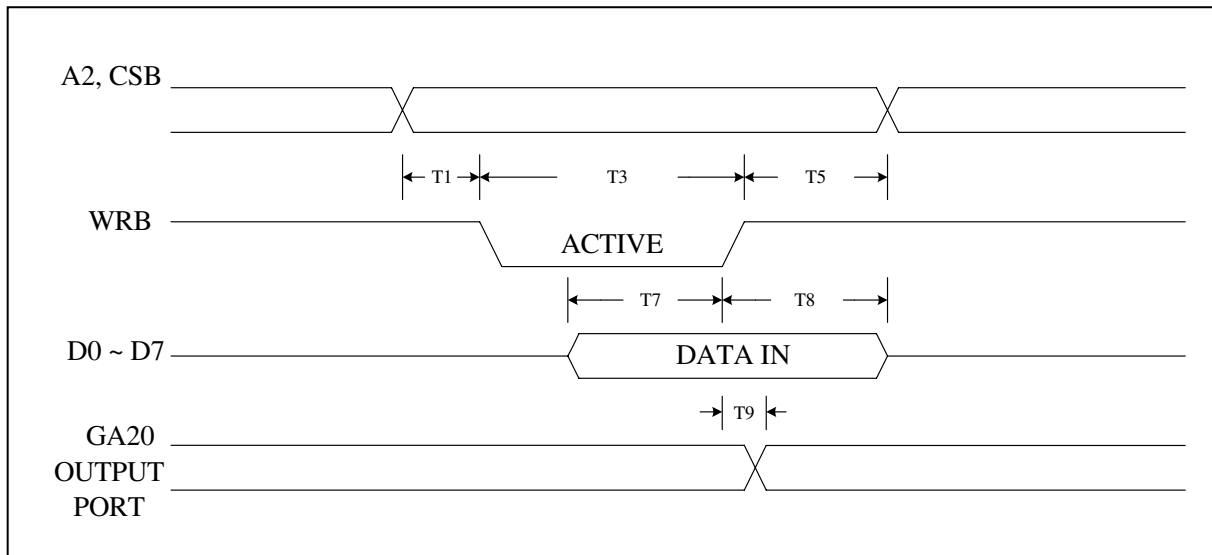 A2, CSB
T1
T3
T5
WRB
ACTIVE
T7
T8
D0 ~ D7
DATA IN
T9
GA20
OUTPUT
PORT